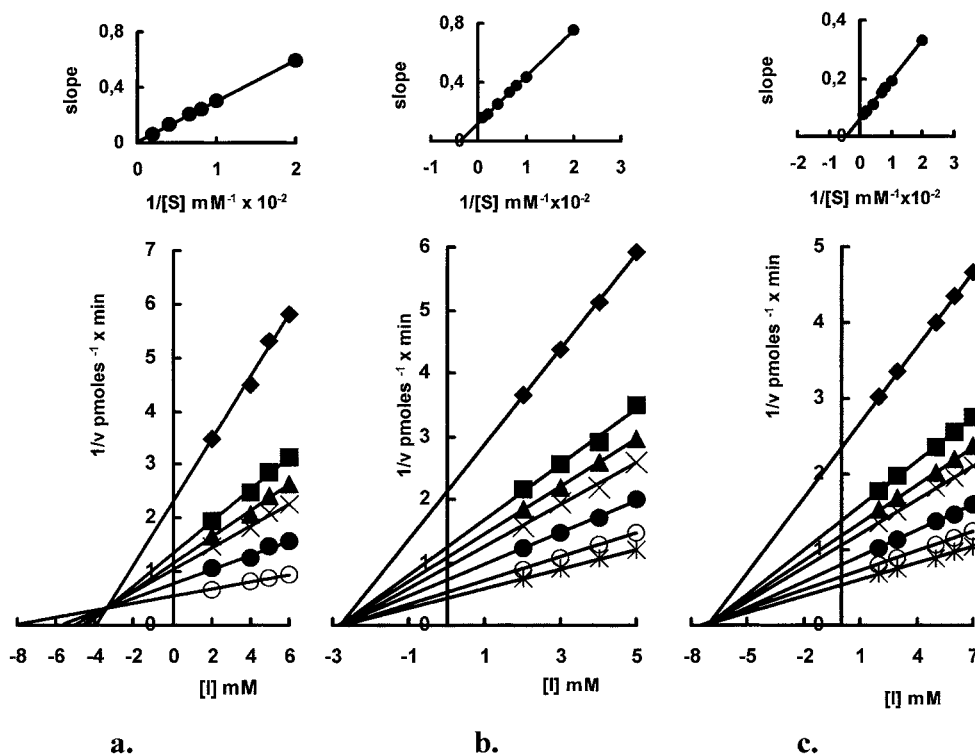 0,8
0,4
0
slope
0 1 2
1/[S] mM⁻¹ x 10⁻²
0,8
0,4
0
slope
-1 0 1 2 3
1/[S] mM⁻¹x10⁻²
0,4
0,2
slope
-2 -1 0 1 2 3
1/[S] mM⁻¹x10⁻²
7
6
5
4
3
2
1
0
1/v pmoles⁻¹ x min
-8 -6 -4 -2 0 2 4 6
[I] mM
a.
6
5
4
3
2
1
0
1/v pmoles⁻¹ x min
-3 -1 1 3 5
[I] mM
b.
5
4
3
2
1
0
1/v pmoles⁻¹ x min
-8 -5 -2 1 4 7
[I] mM
c.